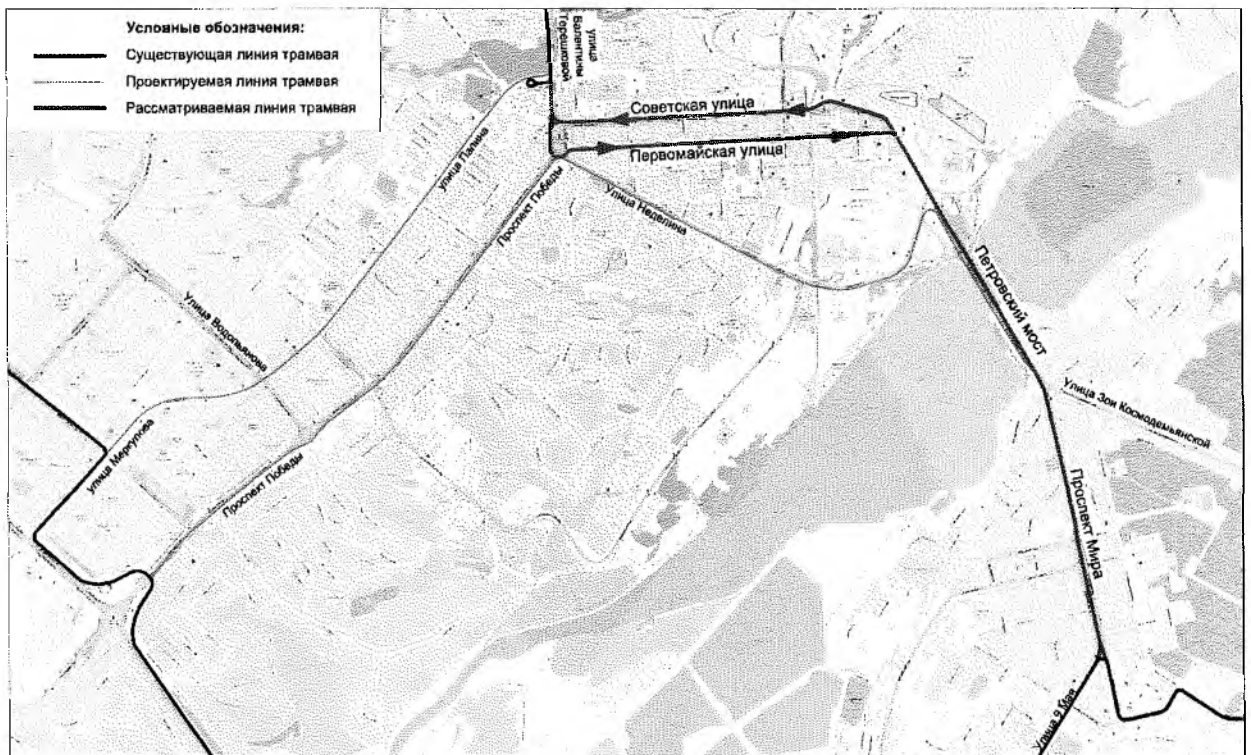 Условные обозначения:
Существующая линия трамвая
Проектируемая линия трамвая
Рассматриваемая линия трамвая
улица
Валентины
Терешковой
Советская улица
Первомайская улица
Улица Неделина
улица Папина
Проспект Победы
Петровский мост
Улица Водопьянова
Улица Зои Космодемьянской
улица Меркулова
Проспект Победы
Проспект Мира
Улица 9 Мая